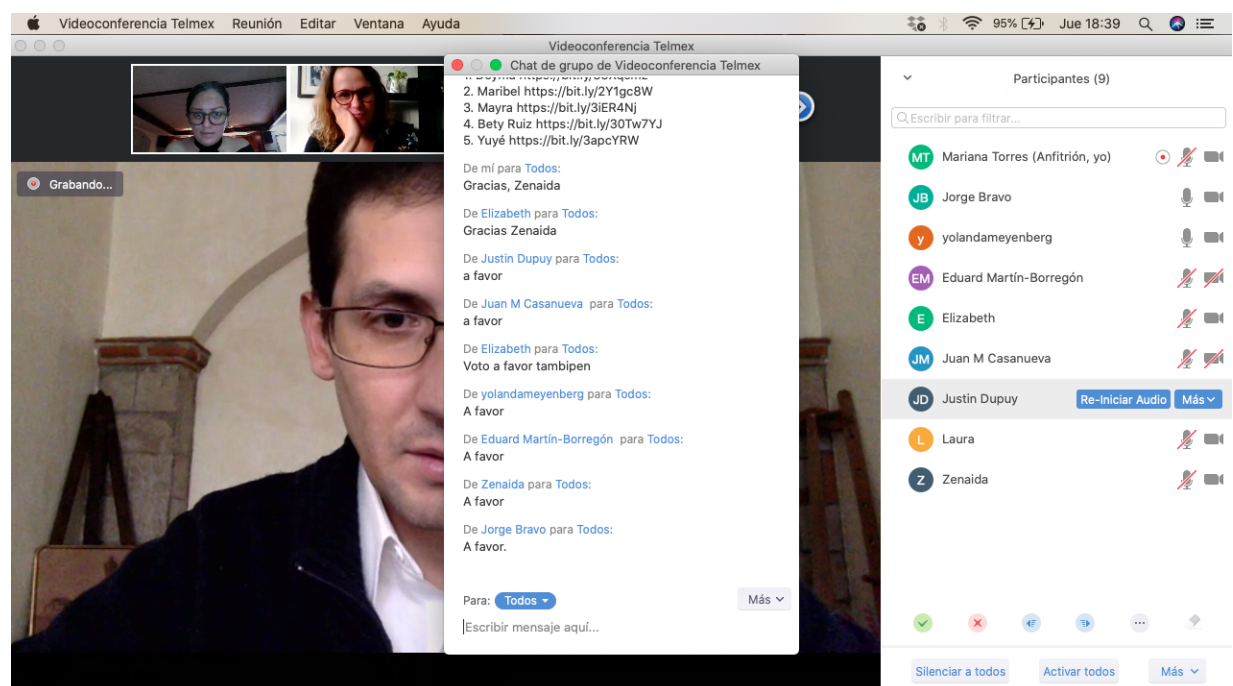 Videoconferencia Telmex Reunión Editar Ventana Ayuda
95% Jue 18:39
Videoconferencia Telmex
Chat de grupo de Videoconferencia Telmex
2. Maribel https://bit.ly/2Y1gc8W
3. Mayra https://bit.ly/3iER4Nj
4. Bety Ruiz https://bit.ly/30Tw7YJ
5. Yuyé https://bit.ly/3apcYRW
De mí para Todos:
Gracias, Zenaida
De Elizabeth para Todos:
Gracias Zenaida
De Justin Dupuy para Todos:
a favor
De Juan M Casanueva para Todos:
a favor
De Elizabeth para Todos:
Voto a favor tambipen
De yolandameyenberg para Todos:
A favor
De Eduard Martín-Borregón para Todos:
A favor
De Zenaida para Todos:
A favor
De Jorge Bravo para Todos:
A favor.
Para: Todos
Más
Escribir mensaje aquí...
Grabando...
Participantes (9)
Escribir para filtrar...
MT Mariana Torres (Anfitrión, yo)
JB Jorge Bravo
y yolandameyenberg
EM Eduard Martín-Borregón
E Elizabeth
JM Juan M Casanueva
JD Justin Dupuy Re-Iniciar Audio Más
L Laura
Z Zenaida
Silenciar a todos Activar todos Más